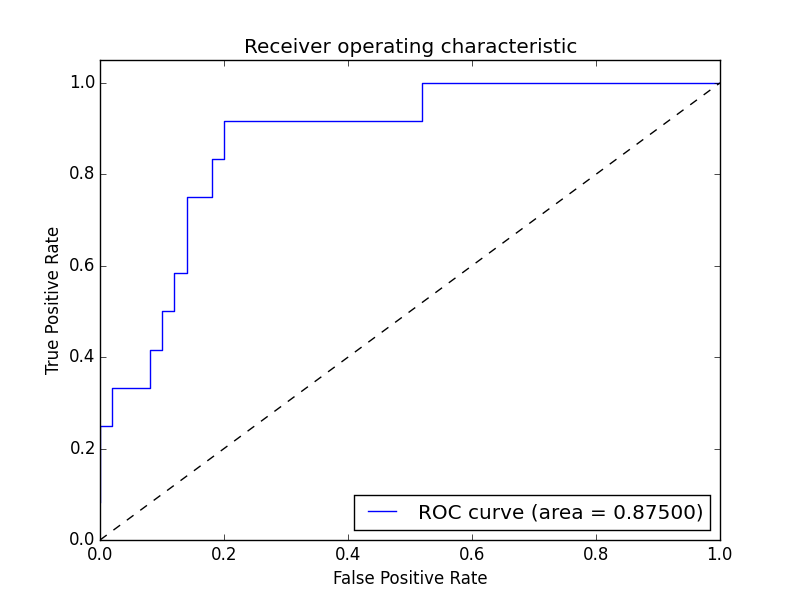 Receiver operating characteristic
True Positive Rate
1.0
0.8
0.6
0.4
0.2
0.0
ROC curve (area = 0.87500)
0.0 0.2 0.4 0.6 0.8 1.0
False Positive Rate